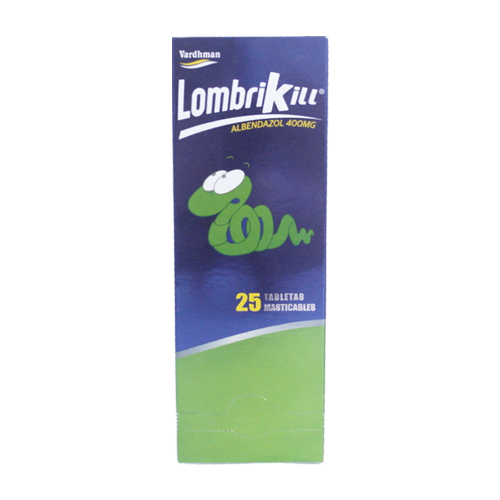 Vardhman
LombriKill®
ALBENDAZOL 400MG
25 TABLETAS
MASTICABLES